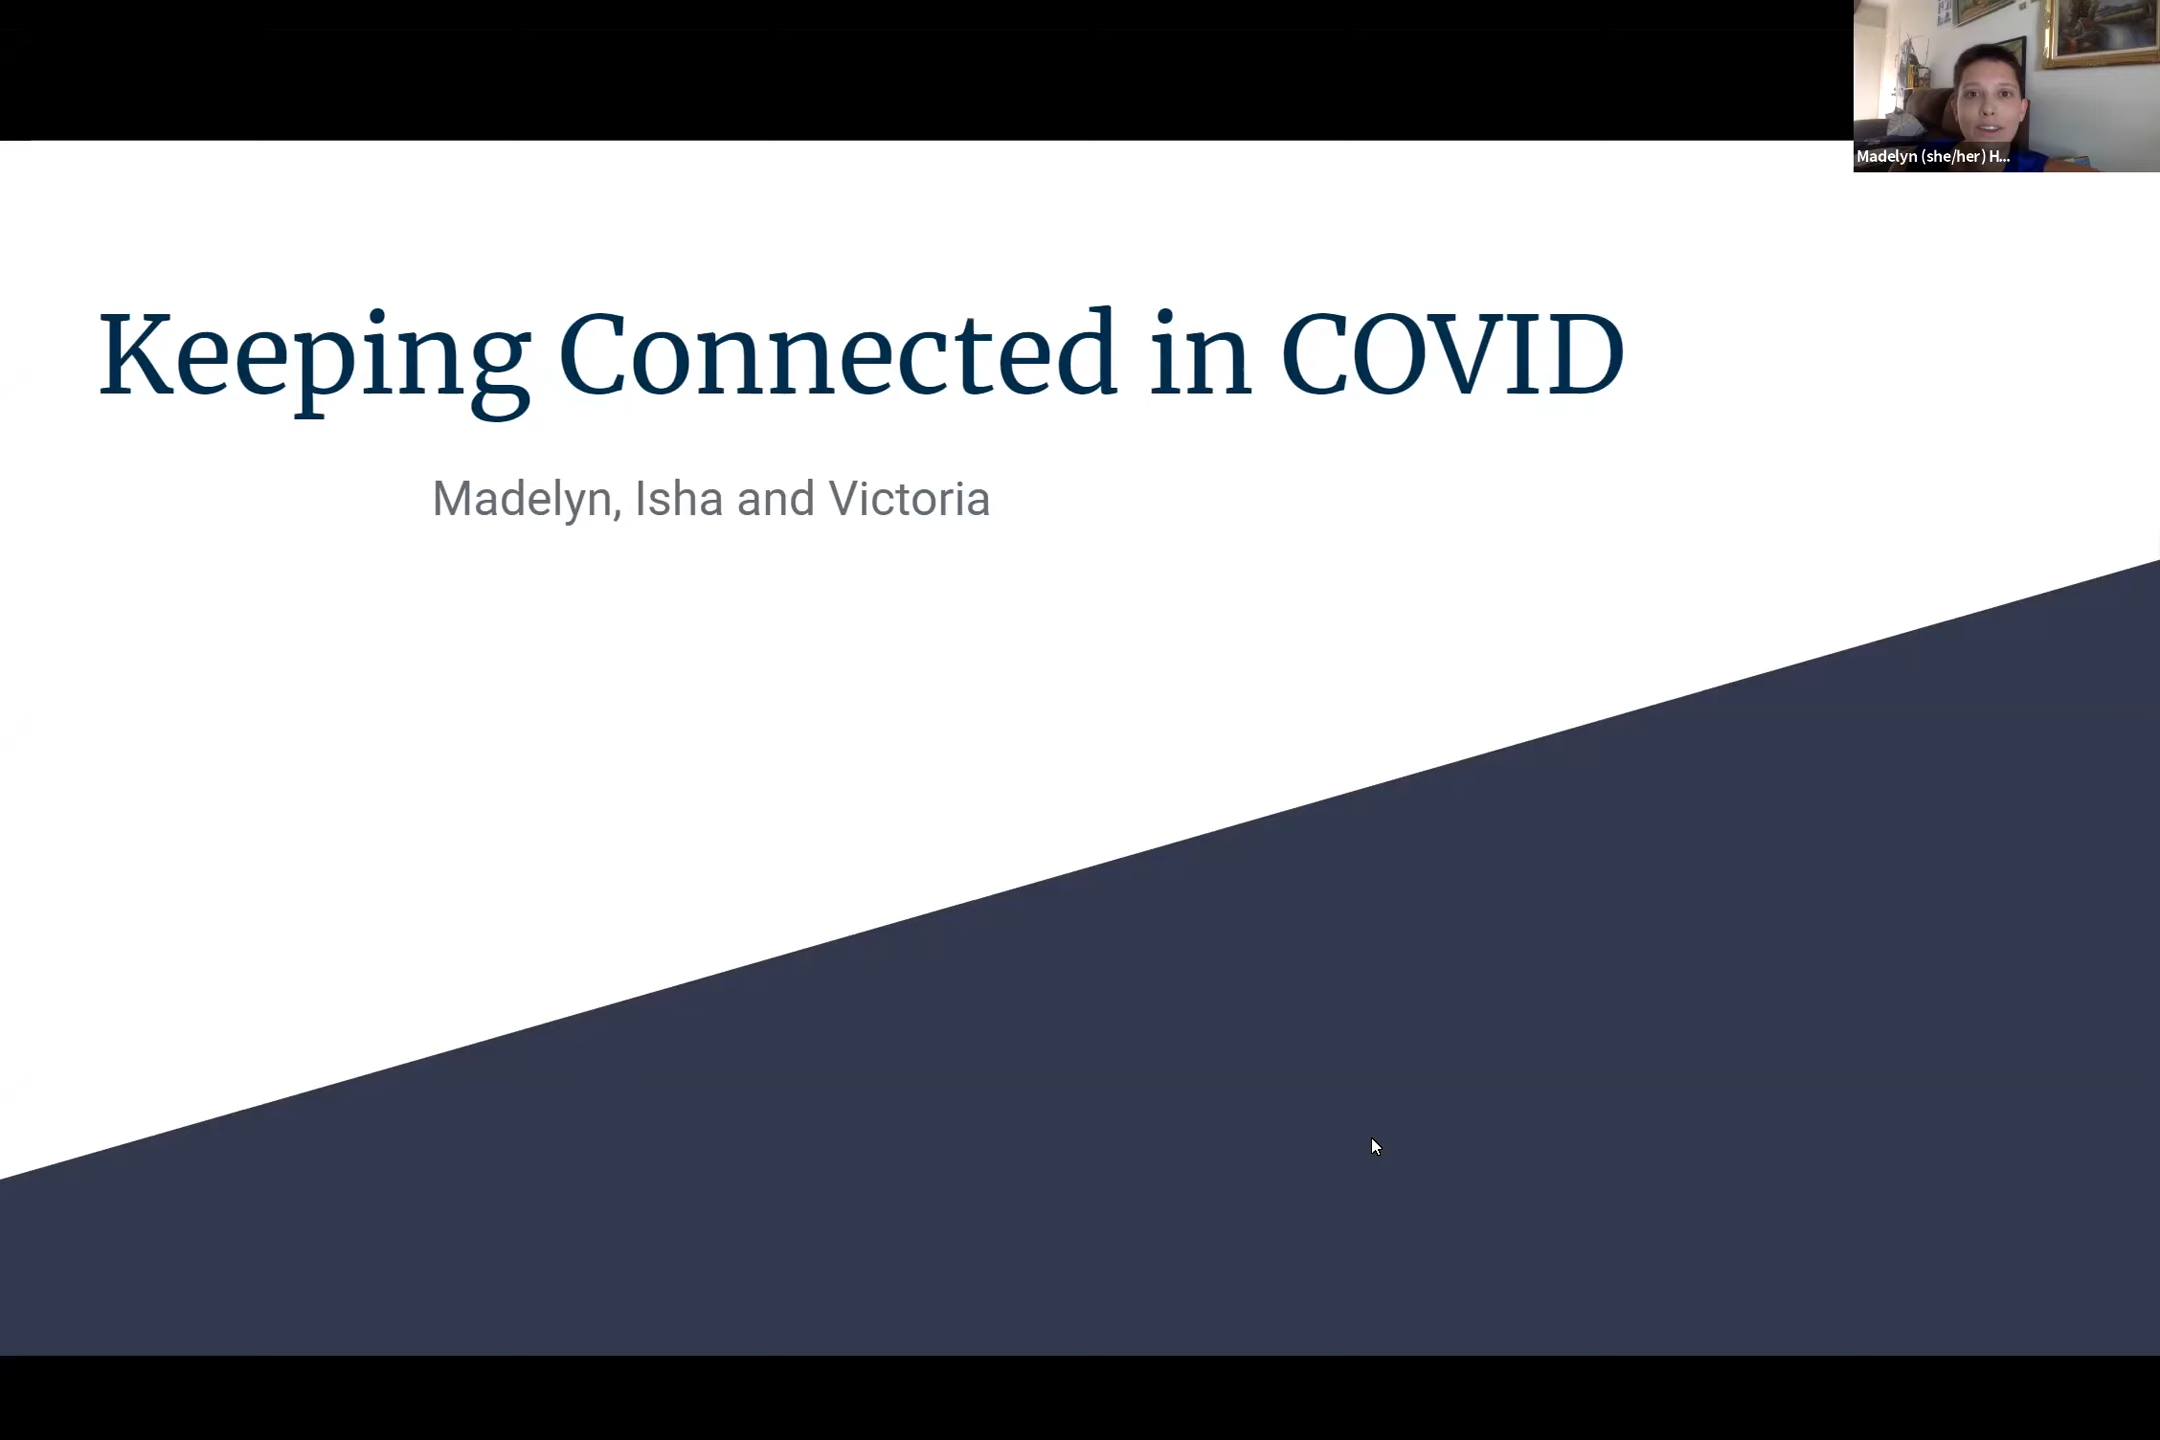 Madelyn (she/her) H...
Keeping Connected in COVID
Madelyn, Isha and Victoria